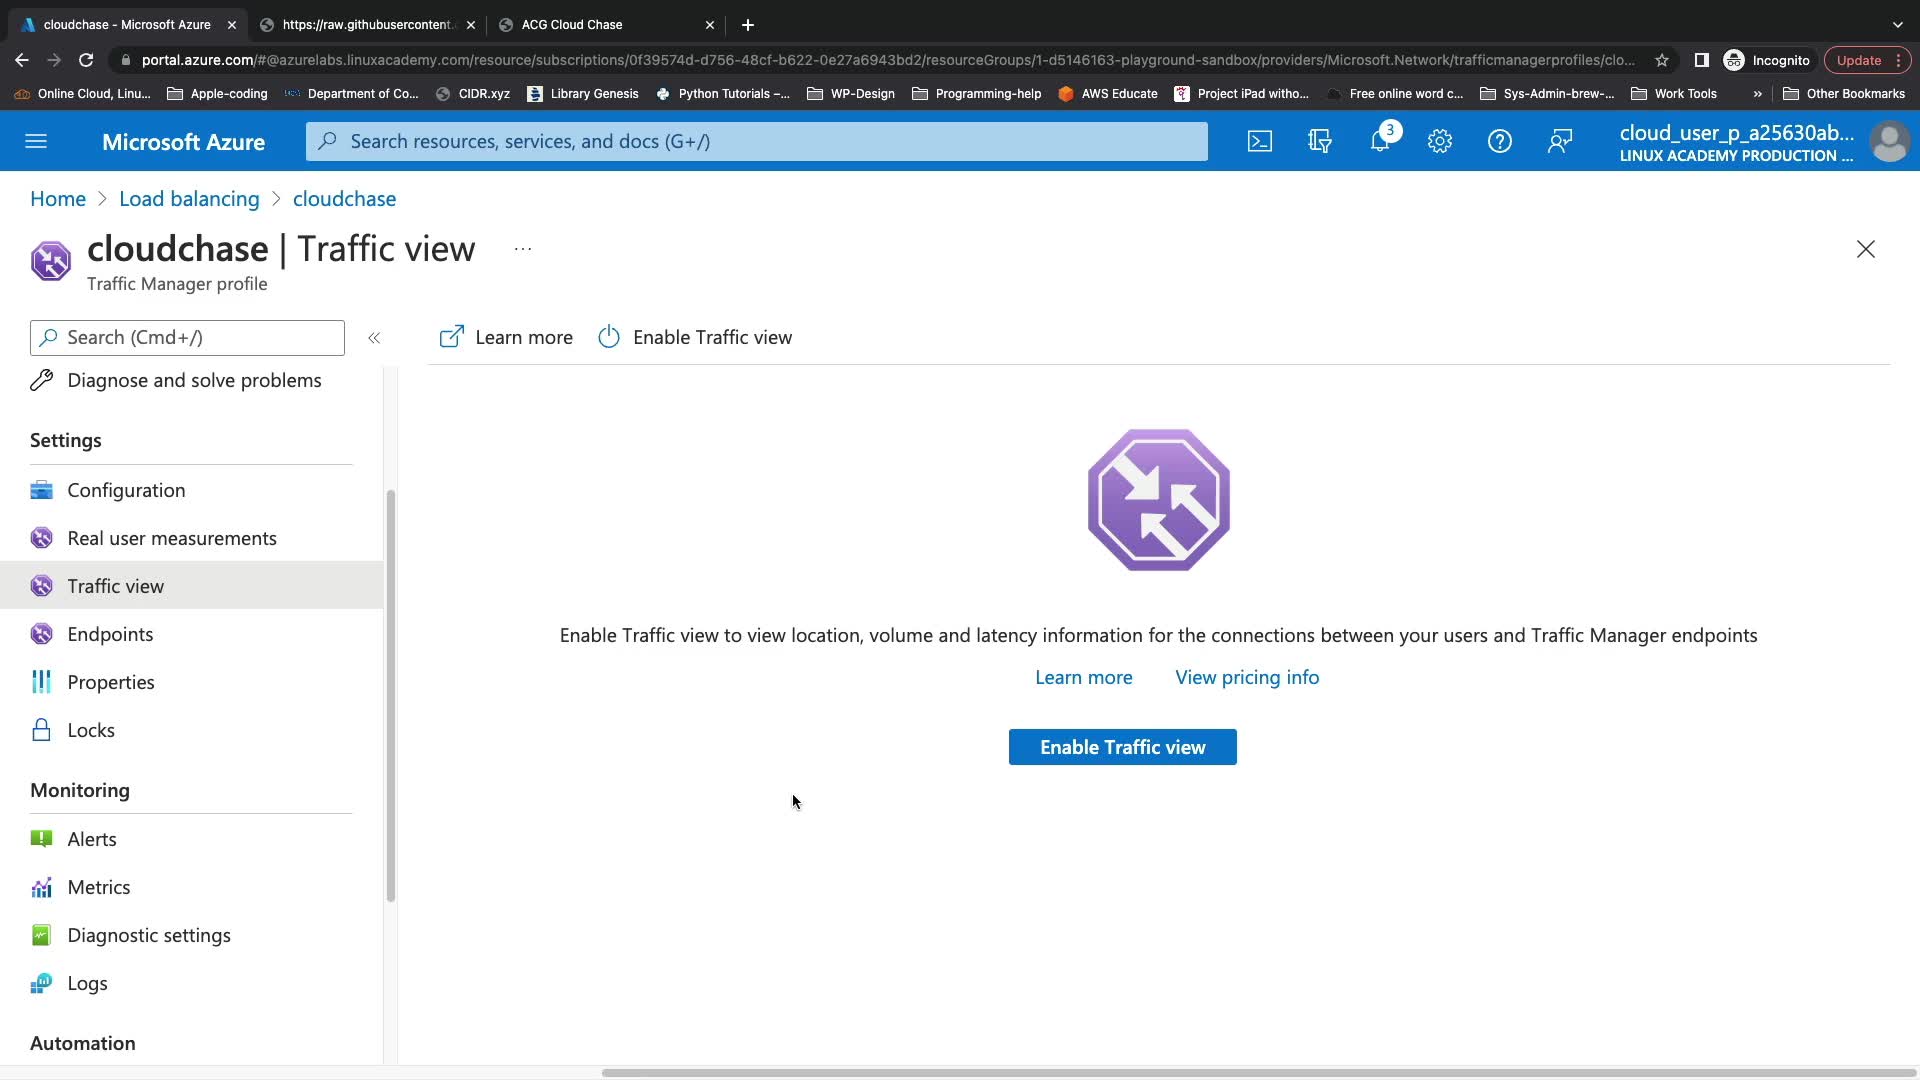 cloudchase - Microsoft Azure
https://raw.githubusercontent.
ACG Cloud Chase
portal.azure.com/#@azurelabs.linuxacademy.com/resource/subscriptions/0f39574d-d756-48cf-b622-0e27a6943bd2/resourceGroups/1-d5146163-playground-sandbox/providers/Microsoft.Network/trafficmanagerprofiles/clo...
Incognito
Update
Online Cloud, Linu...
Apple-coding
Department of Co...
CIDR.xyz
Library Genesis
Python Tutorials –...
WP-Design
Programming-help
AWS Educate
Project iPad witho...
Free online word c...
Sys-Admin-brew-...
Work Tools
»
Other Bookmarks
Microsoft Azure
Search resources, services, and docs (G+/)
3
cloud_user_p_a25630ab...
LINUX ACADEMY PRODUCTION ...
Home > Load balancing > cloudchase
cloudchase | Traffic view ...
Traffic Manager profile
Search (Cmd+/)
«
Learn more
Enable Traffic view
Diagnose and solve problems
Settings
Configuration
Real user measurements
Traffic view
Endpoints
Properties
Locks
Monitoring
Alerts
Metrics
Diagnostic settings
Logs
Automation
Enable Traffic view to view location, volume and latency information for the connections between your users and Traffic Manager endpoints
Learn more
View pricing info
Enable Traffic view